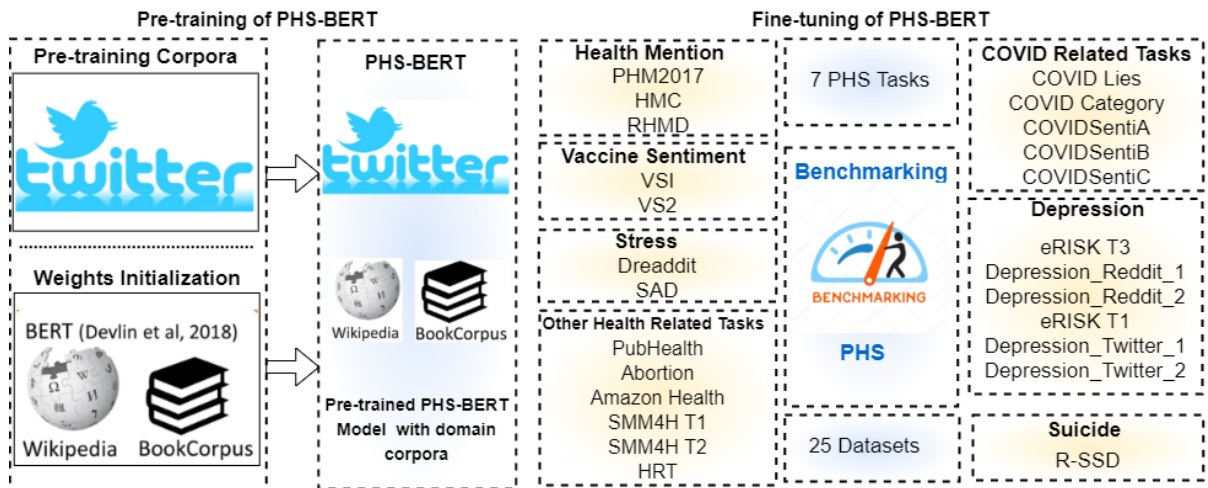 Pre-training of PHS-BERT
Pre-training Corpora
twitter
Weights Initialization
BERT (Devlin et al, 2018)
Wikipedia
BookCorpus
PHS-BERT
twitter
Wikipedia
BookCorpus
Pre-trained PHS-BERT
Model with domain
corpora
Fine-tuning of PHS-BERT
Health Mention
PHM2017
HMC
RHMD
Vaccine Sentiment
VSI
VS2
Stress
Dreaddit
SAD
Other Health Related Tasks
PubHealth
Abortion
Amazon Health
SMM4H T1
SMM4H T2
HRT
7 PHS Tasks
Benchmarking
BENCHMARKING
PHS
25 Datasets
COVID Related Tasks
COVID Lies
COVID Category
COVIDSentiA
COVIDSentiB
COVIDSentiC
Depression
eRISK T3
Depression_Reddit_1
Depression_Reddit_2
eRISK T1
Depression_Twitter_1
Depression_Twitter_2
Suicide
R-SSD